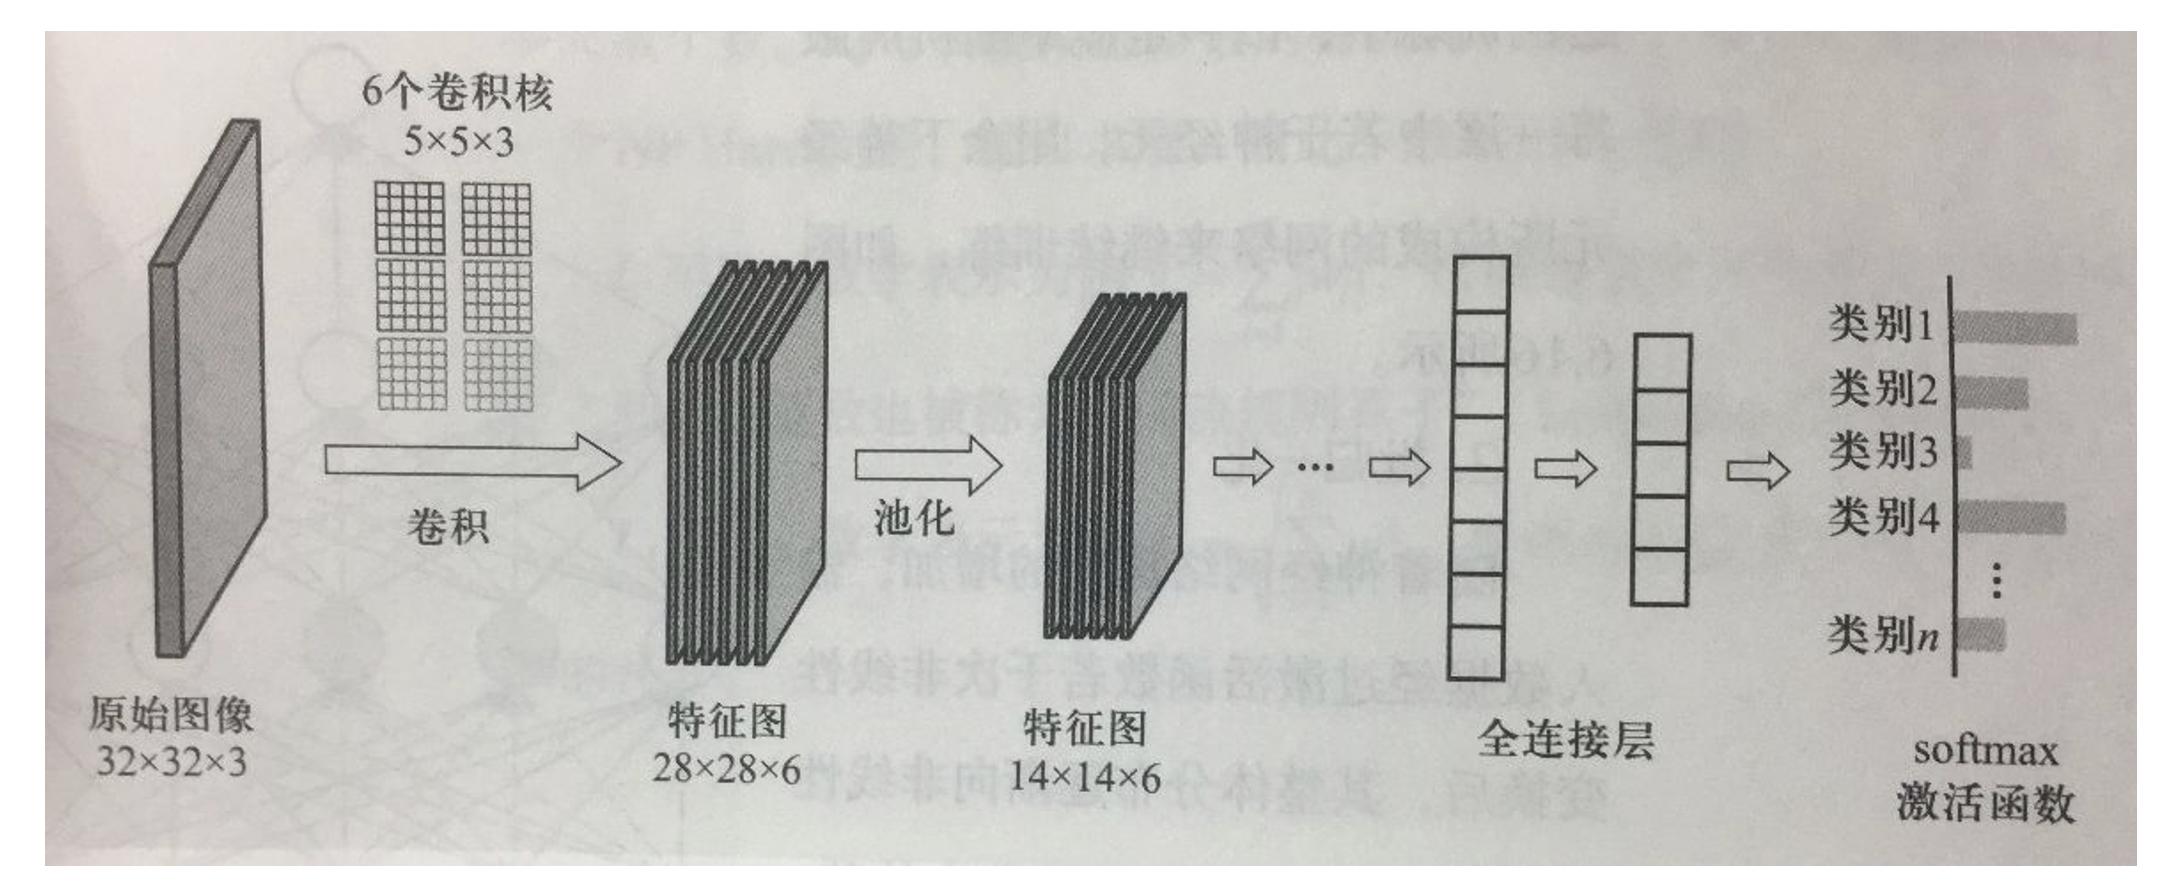 6个卷积核
5×5×3
卷积
原始图像
32×32×3
特征图
28×28×6
池化
特征图
14×14×6
...
全连接层
类别1
类别2
类别3
类别4
⋮
类别n
softmax
激活函数